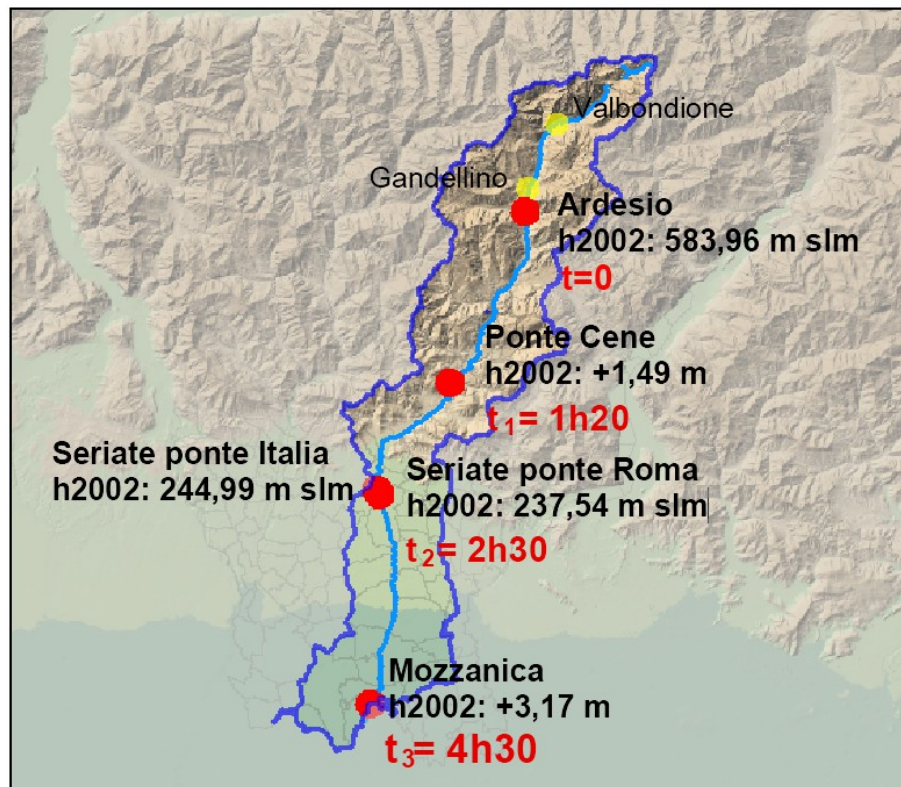 Valbondione
Gandellino
Ardesio
h2002: 583,96 m slm
t=0
Ponte Cene
h2002: +1,49 m
t₁= 1h20
Seriate ponte Italia
h2002: 244,99 m slm
Seriate ponte Roma
h2002: 237,54 m slm
t₂= 2h30
Mozzanica
h2002: +3,17 m
t₃= 4h30